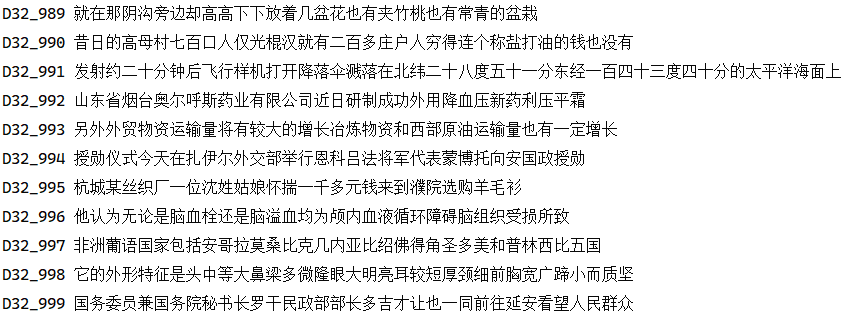 D32_989 就在那阴沟旁边却高高下下放着几盆花也有夹竹桃也有常青的盆栽
D32_990 昔日的高母村七百口人仅光棍汉就有二百多庄户人穷得连个称盐打油的钱也没有
D32_991 发射约二十分钟后飞行样机打开降落伞溅落在北纬二十八度五十一分东经一百四十三度四十分的太平洋海面上
D32_992 山东省烟台奥尔呼斯药业有限公司近日研制成功外用降血压新药利压平霜
D32_993 另外外贸物资运输量将有较大的增长冶炼物资和西部原油运输量也有一定增长
D32_994 授勋仪式今天在扎伊尔外交部举行恩科吕法将军代表蒙博托向安国政授勋
D32_995 杭城某丝织厂一位沈姓姑娘怀揣一千多元钱来到濮院选购羊毛衫
D32_996 他认为无论是脑血栓还是脑溢血均为颅内血液循环障碍脑组织受损所致
D32_997 非洲葡语国家包括安哥拉莫桑比克几内亚比绍佛得角圣多美和普林西比五国
D32_998 它的外形特征是头中等大鼻梁多微隆眼大明亮耳较短厚颈细前胸宽广蹄小而质坚
D32_999 国务委员兼国务院秘书长罗干民政部部长多吉才让也一同前往延安看望人民群众